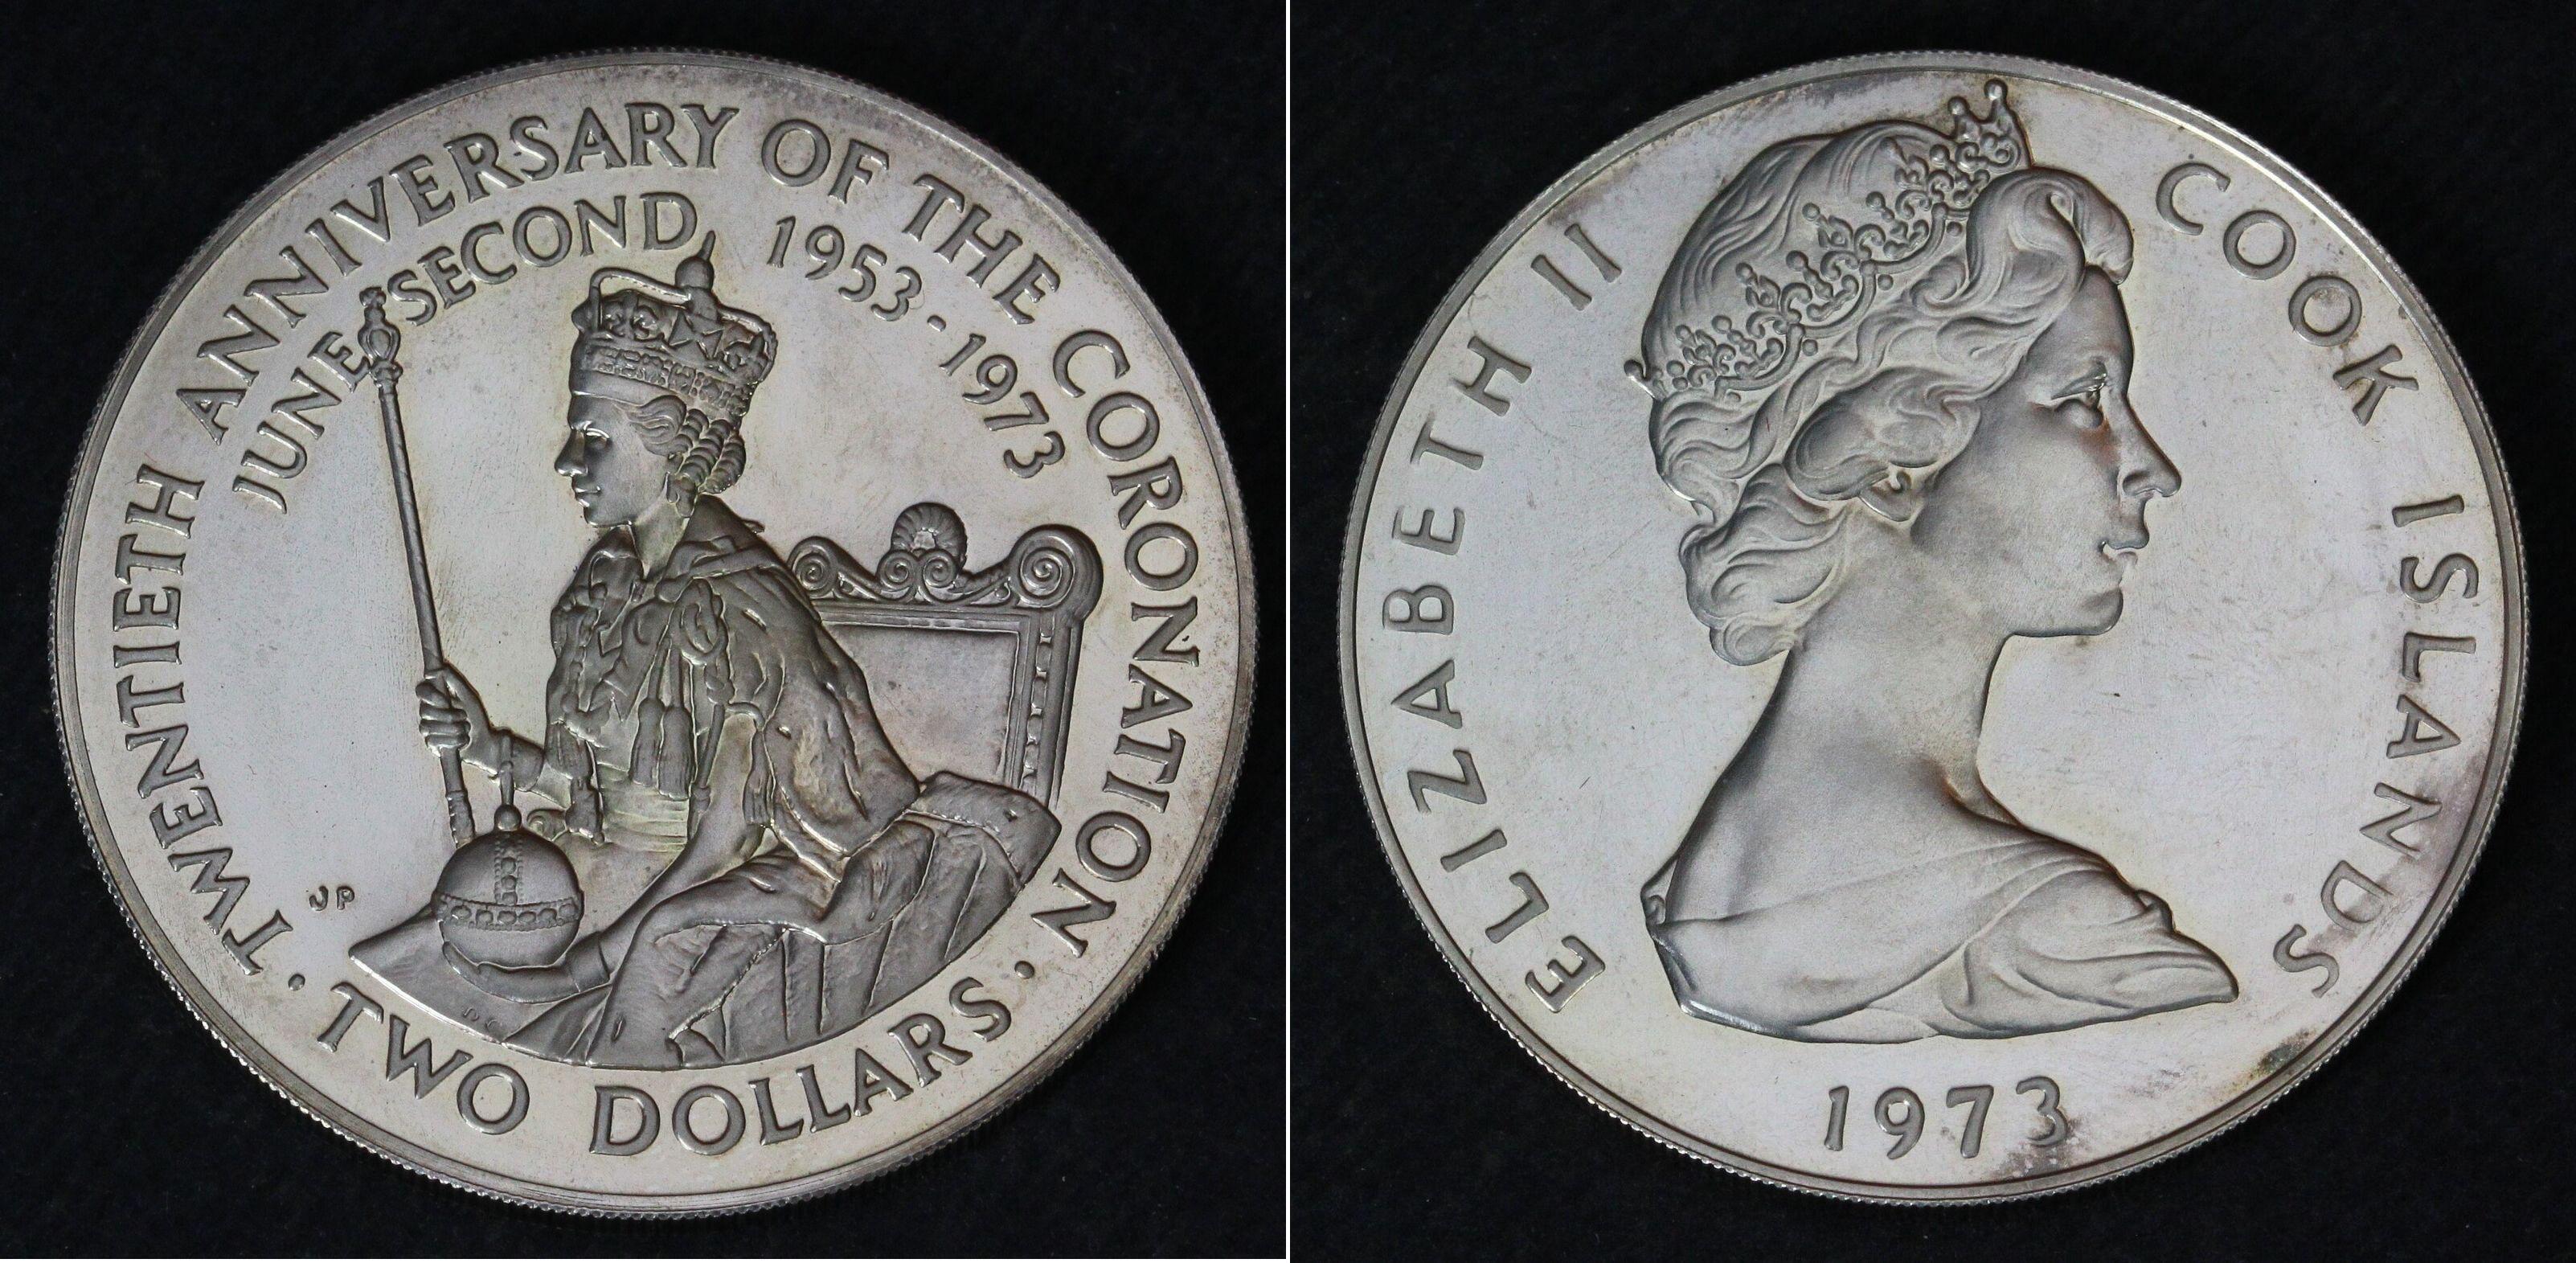 TWENTIETH ANNIVERSARY OF THE CORONATION
JUNE SECOND 1953 · 1973
JP
· TWO DOLLARS ·
ELIZABETH II
COOK ISLANDS
1973